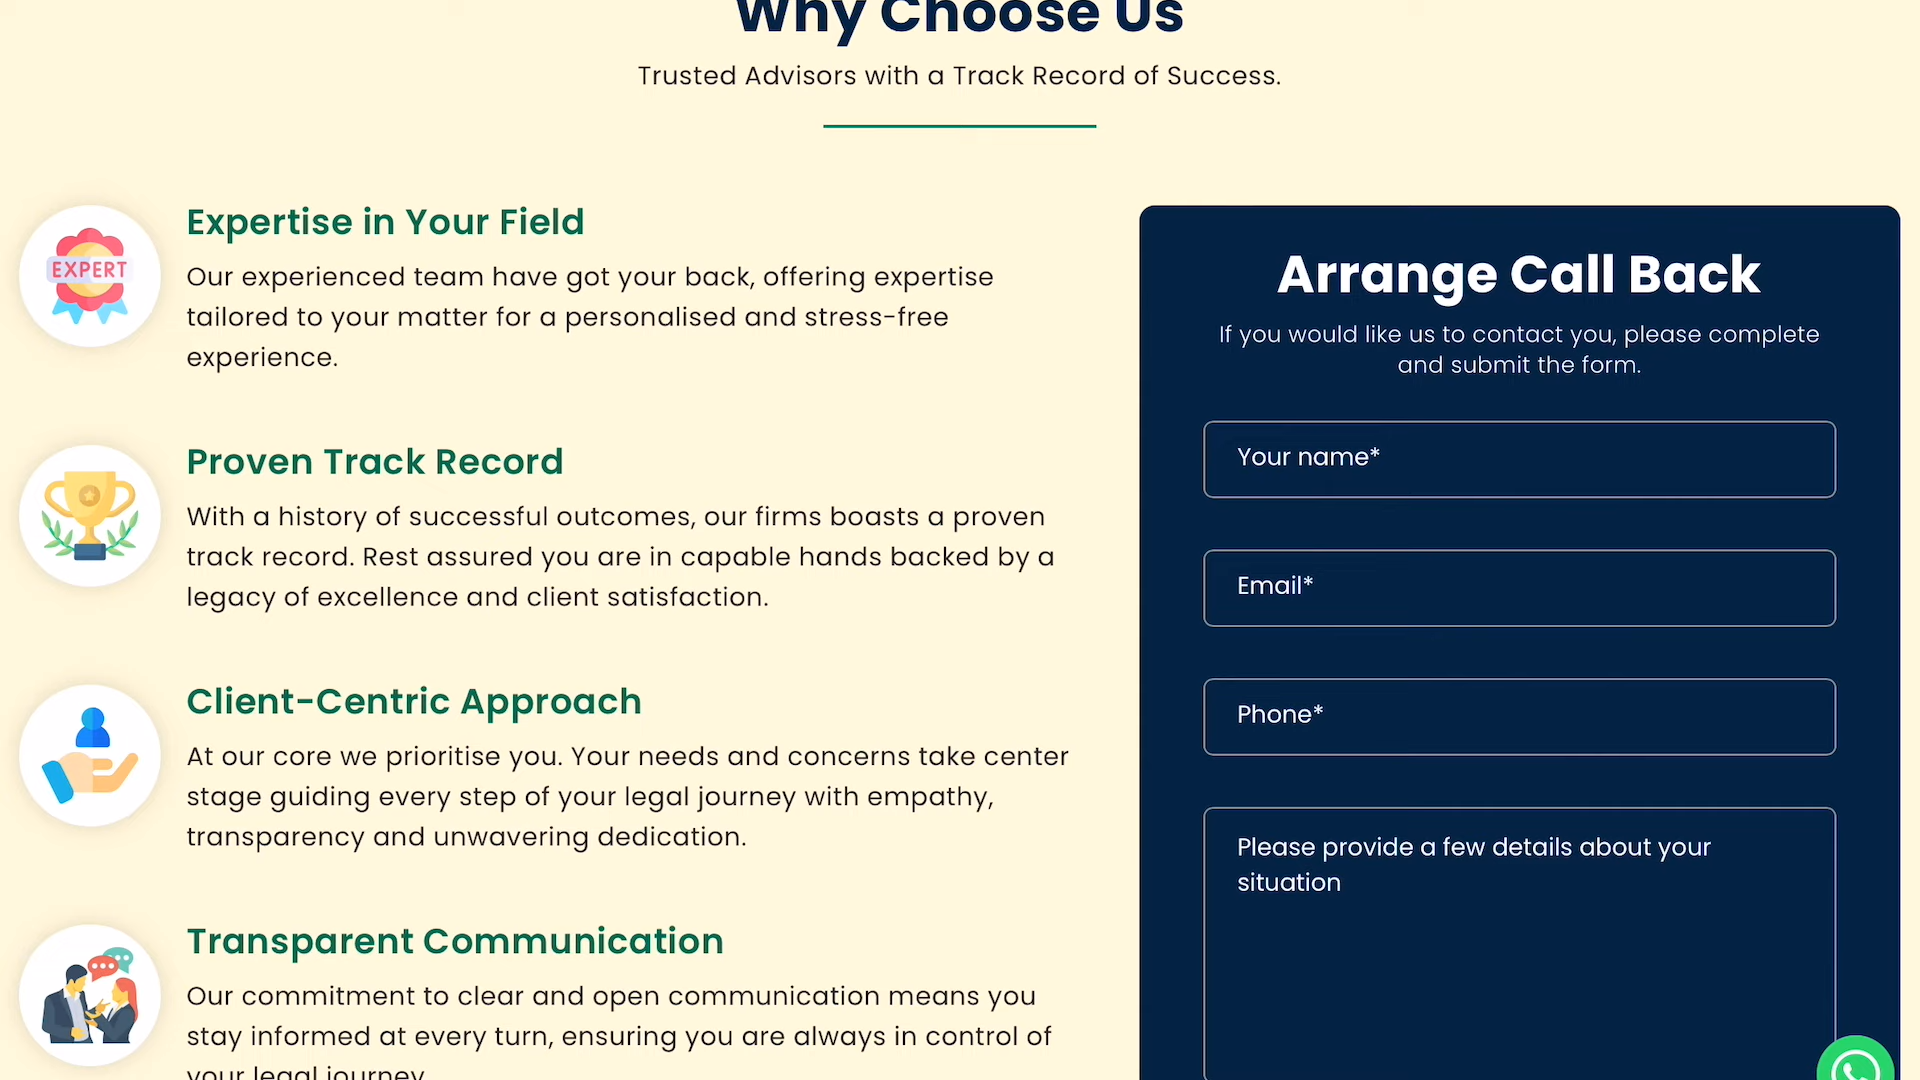 Why Choose Us
Trusted Advisors with a Track Record of Success.
EXPERT
Expertise in Your Field
Our experienced team have got your back, offering expertise
tailored to your matter for a personalised and stress-free
experience.
Proven Track Record
With a history of successful outcomes, our firms boasts a proven
track record. Rest assured you are in capable hands backed by a
legacy of excellence and client satisfaction.
Client-Centric Approach
At our core we prioritise you. Your needs and concerns take center
stage guiding every step of your legal journey with empathy,
transparency and unwavering dedication.
Transparent Communication
Our commitment to clear and open communication means you
stay informed at every turn, ensuring you are always in control of
your legal journey.
Arrange Call Back
If you would like us to contact you, please complete
and submit the form.
Your name*
Email*
Phone*
Please provide a few details about your
situation